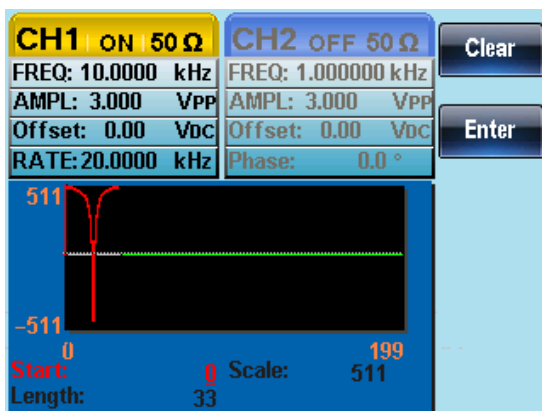 CH1 ON 50 Ω CH2 OFF 50 Ω Clear
FREQ: 10.0000 kHz FREQ: 1.000000 kHz
AMPL: 3.000 VPP AMPL: 3.000 VPP
Offset: 0.00 VDC Offset: 0.00 VDC Enter
RATE: 20.0000 kHz Phase: 0.0 °
511
-511
0 199
Start: 0 Scale: 511
Length: 33